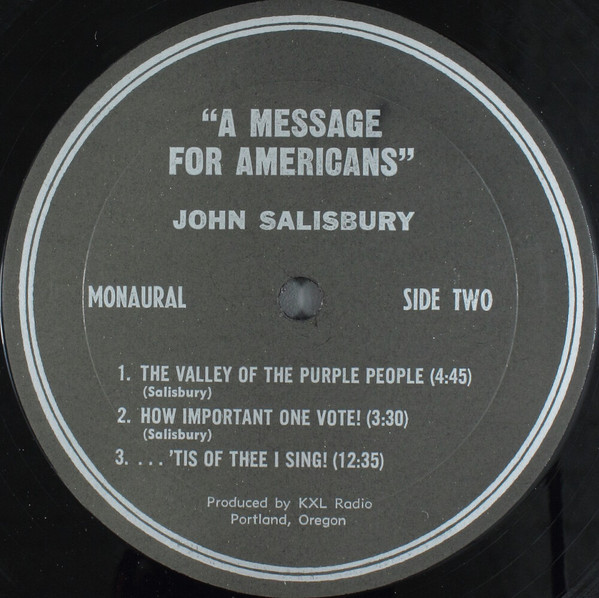 "A MESSAGE
FOR AMERICANS"
JOHN SALISBURY
MONAURAL SIDE TWO
1. THE VALLEY OF THE PURPLE PEOPLE (4:45)
(Salisbury)
2. HOW IMPORTANT ONE VOTE! (3:30)
(Salisbury)
3. . . . 'TIS OF THEE I SING! (12:35)
Produced by KXL Radio
Portland, Oregon